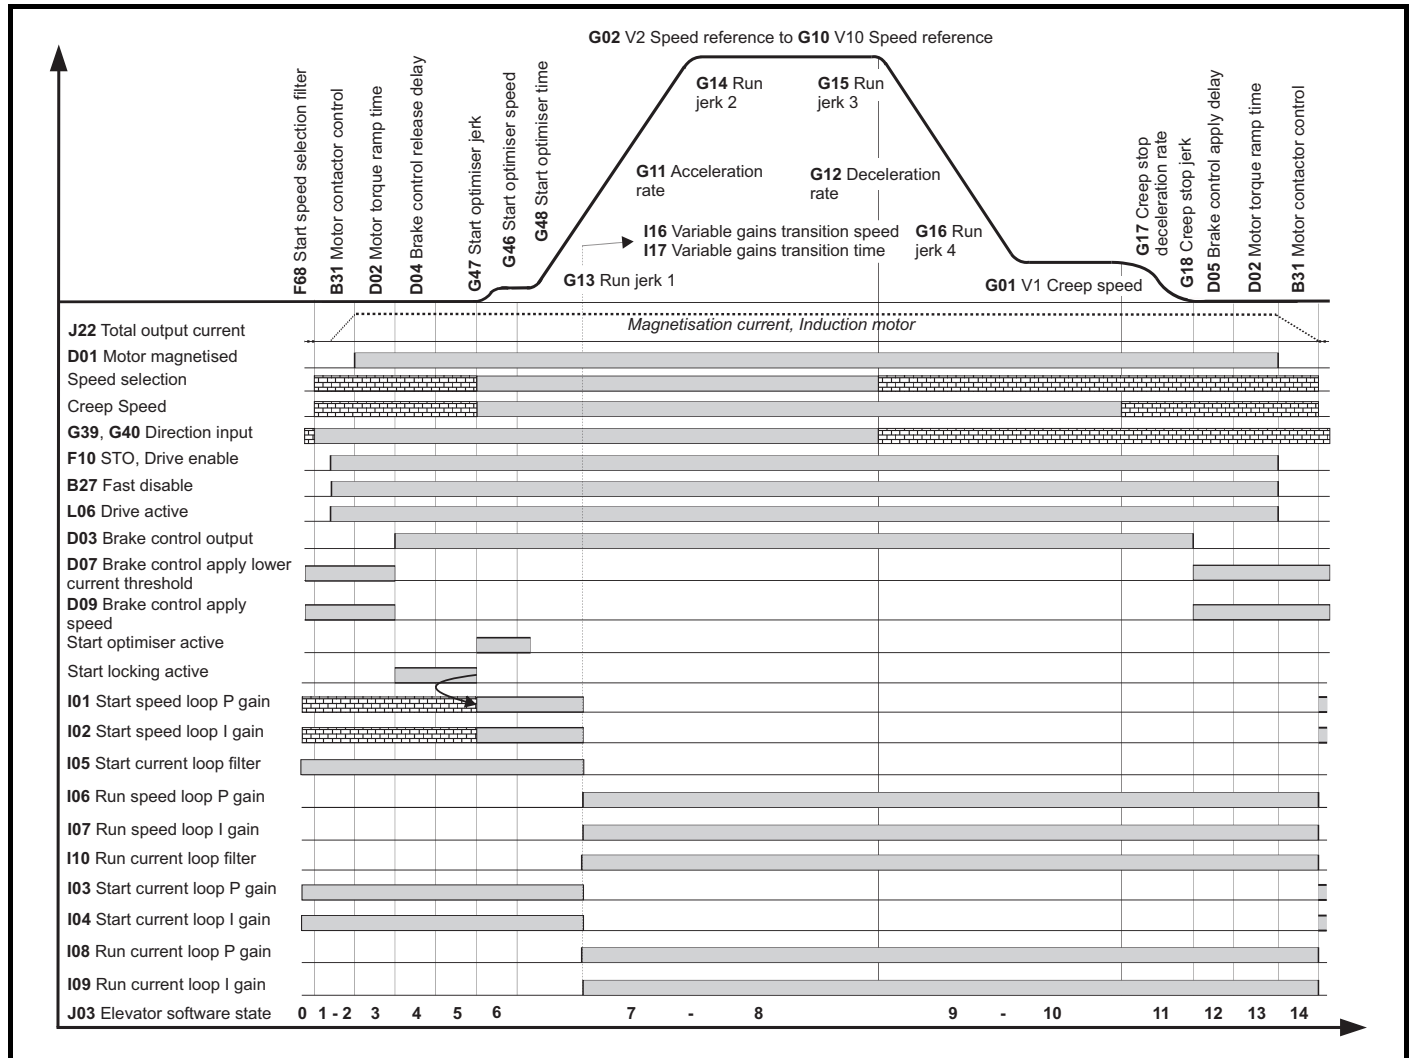 G02 V2 Speed reference to G10 V10 Speed reference
F68 Start speed selection filter
B31 Motor contactor control
D02 Motor torque ramp time
D04 Brake control release delay
G47 Start optimiser jerk
G46 Start optimiser speed
G48 Start optimiser time
G14 Run
jerk 2
G15 Run
jerk 3
G11 Acceleration
rate
G12 Deceleration
rate
I16 Variable gains transition speed
I17 Variable gains transition time
G16 Run
jerk 4
G13 Run jerk 1
G01 V1 Creep speed
G17 Creep stop
deceleration rate
G18 Creep stop jerk
D05 Brake control apply delay
D02 Motor torque ramp time
B31 Motor contactor control
J22 Total output current
Magnetisation current, Induction motor
D01 Motor magnetised
Speed selection
Creep Speed
G39, G40 Direction input
F10 STO, Drive enable
B27 Fast disable
L06 Drive active
D03 Brake control output
D07 Brake control apply lower
current threshold
D09 Brake control apply
speed
Start optimiser active
Start locking active
I01 Start speed loop P gain
I02 Start speed loop I gain
I05 Start current loop filter
I06 Run speed loop P gain
I07 Run speed loop I gain
I10 Run current loop filter
I03 Start current loop P gain
I04 Start current loop I gain
I08 Run current loop P gain
I09 Run current loop I gain
J03 Elevator software state 0 1 - 2 3 4 5 6 7 - 8 9 - 10 11 12 13 14